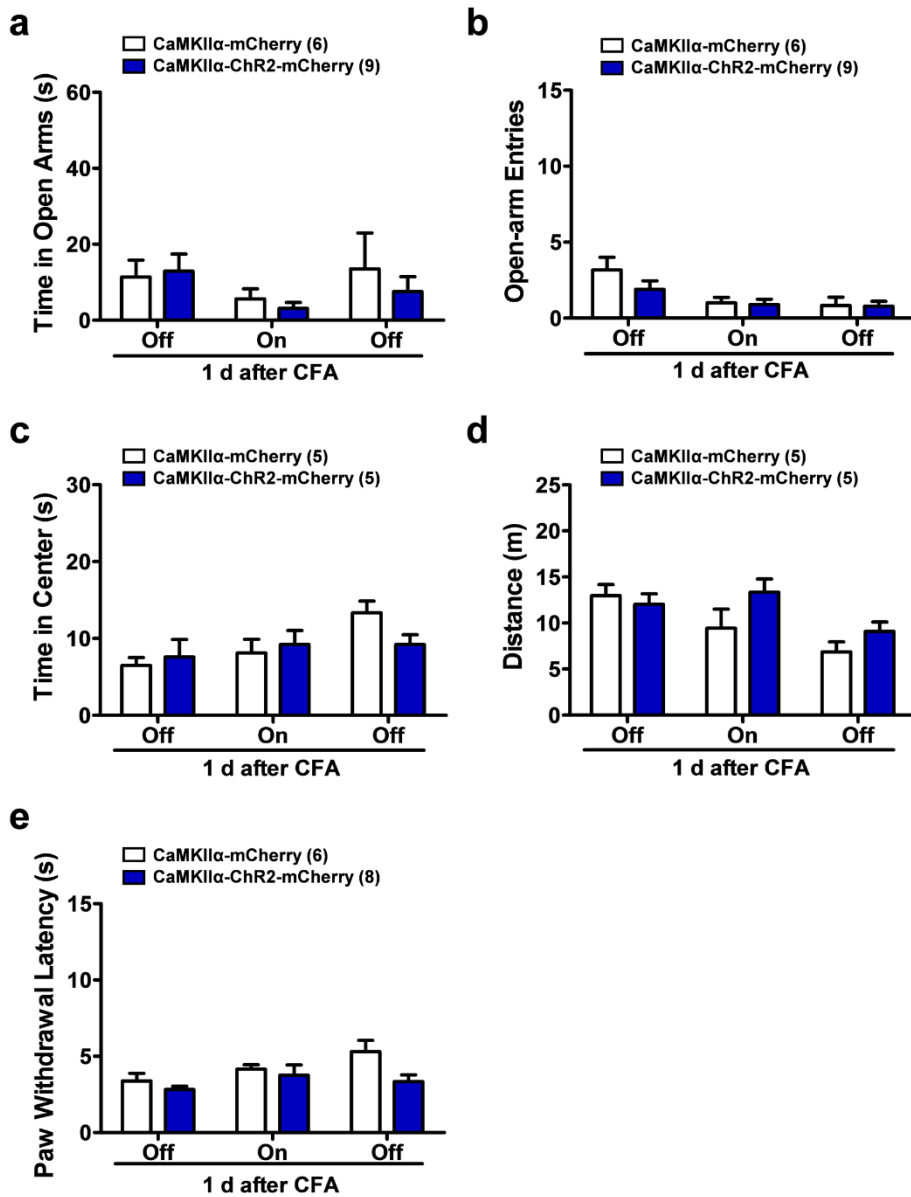 a
CaMKIIα-mCherry (6)
CaMKIIα-ChR2-mCherry (9)
Time in Open Arms (s)
60
40
20
0
Off On Off
1 d after CFA
b
CaMKIIα-mCherry (6)
CaMKIIα-ChR2-mCherry (9)
Open-arm Entries
15
10
5
0
Off On Off
1 d after CFA
c
CaMKIIα-mCherry (5)
CaMKIIα-ChR2-mCherry (5)
Time in Center (s)
30
20
10
0
Off On Off
1 d after CFA
d
CaMKIIα-mCherry (5)
CaMKIIα-ChR2-mCherry (5)
Distance (m)
25
20
15
10
5
0
Off On Off
1 d after CFA
e
CaMKIIα-mCherry (6)
CaMKIIα-ChR2-mCherry (8)
Paw Withdrawal Latency (s)
15
10
5
0
Off On Off
1 d after CFA